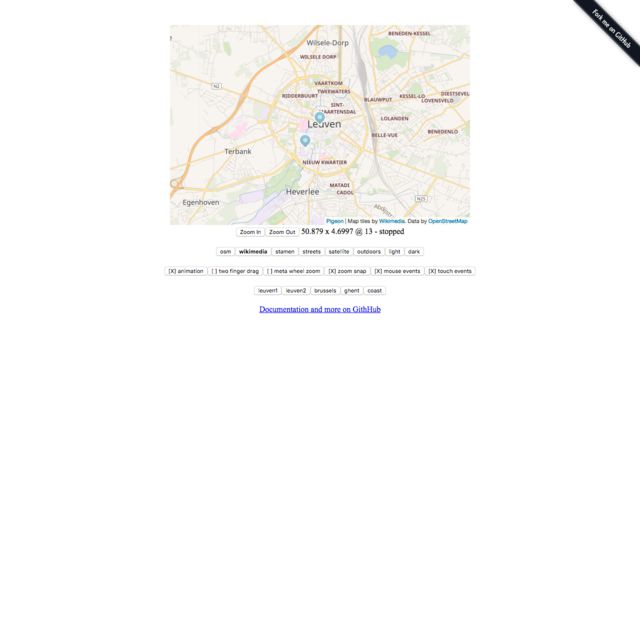 Fork me on GitHub
BENEDEN-KESSEL
Wilsele-Dorp
WILSELE DORP
VAARTKOM
N2
TWEEWATERS
RIDDERBUURT
DIESTSEVEL
KESSEL-LO
BLAUWPUT
LOVENSVELD
SINT-
MAARTENSDAL
LOLANDEN
Leuven
BENEDENLO
BELLE-VUE
Terbank
NIEUW KWARTIER
MATADI
Heverlee
CADOL
N25
Egenhoven
Pigeon | Map tiles by Wikimedia. Data by OpenStreetMap
Zoom In Zoom Out 50.879 x 4.6997 @ 13 - stopped
osm wikimedia stamen streets satellite outdoors light dark
[X] animation [ ] two finger drag [ ] meta wheel zoom [X] zoom snap [X] mouse events [X] touch events
leuven1 leuven2 brussels ghent coast
Documentation and more on GithHub